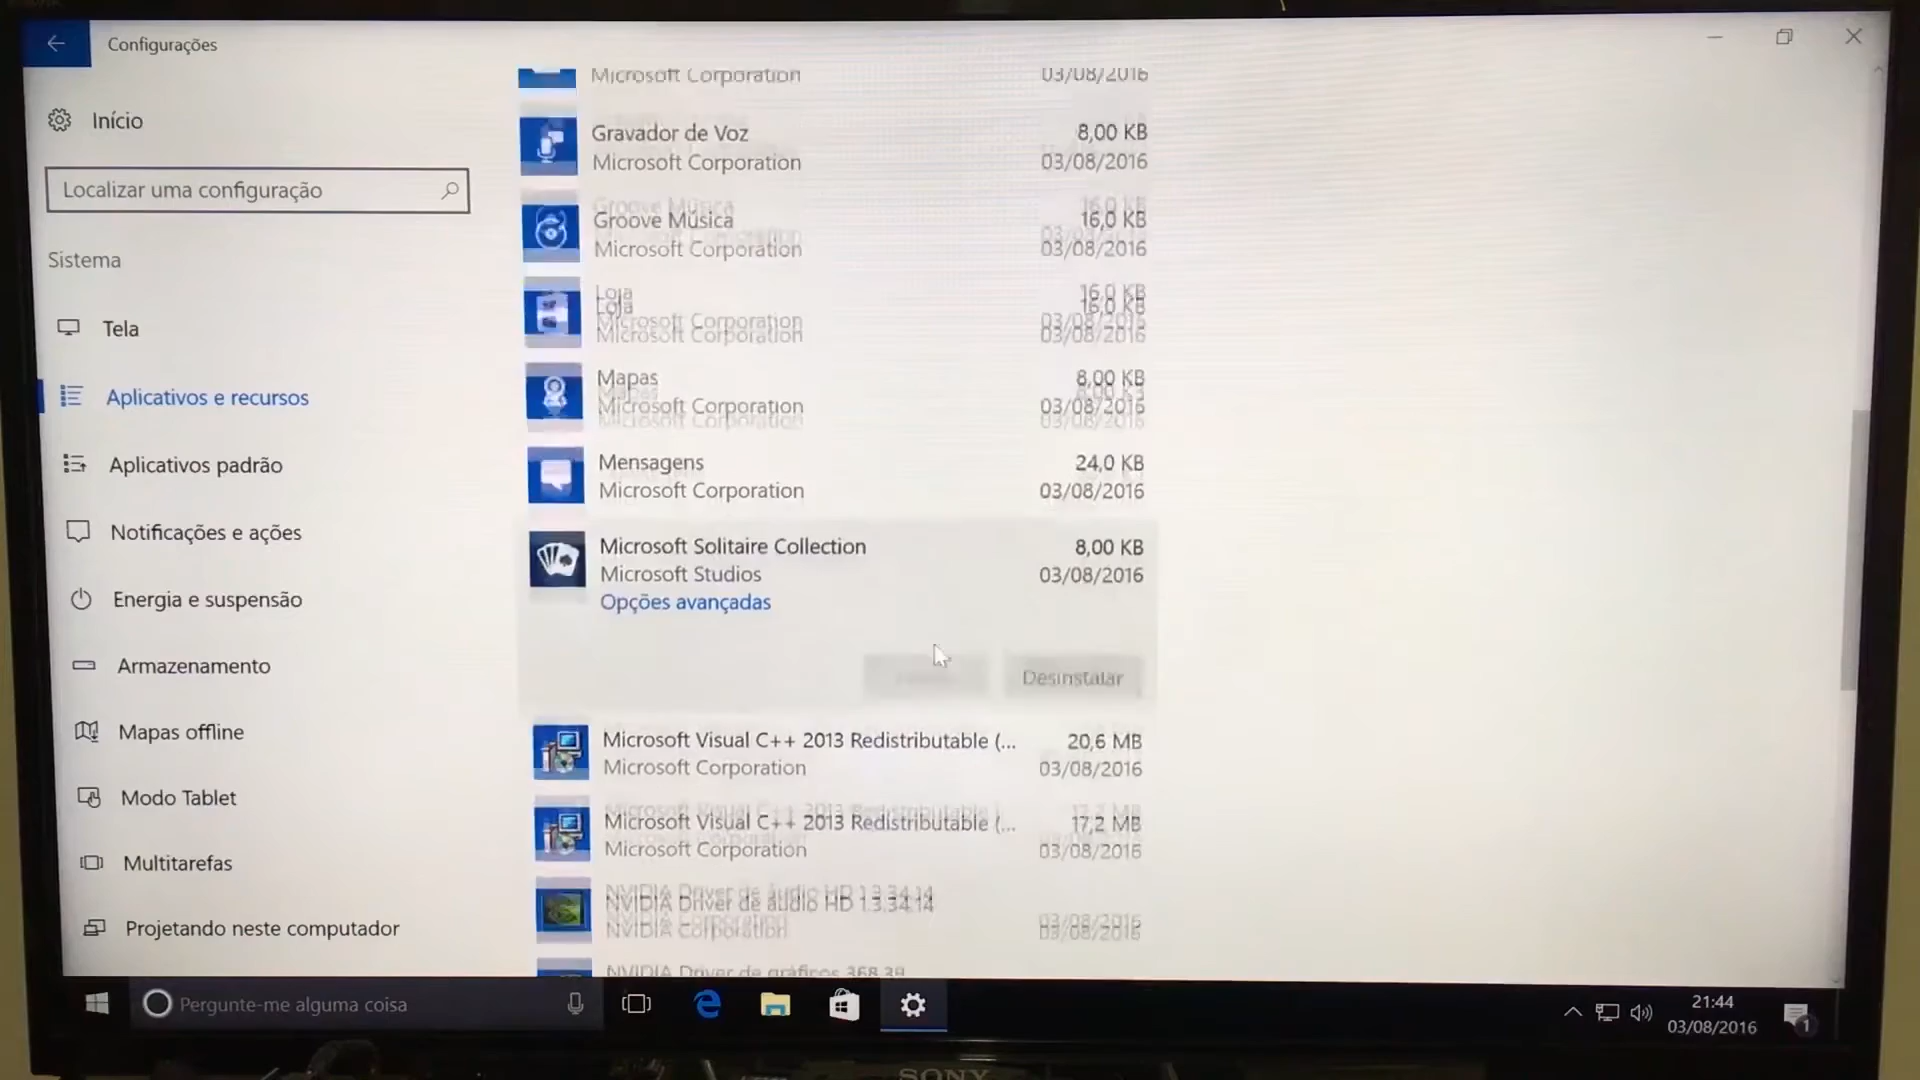 Configurações
Início
Localizar uma configuração
Sistema
Tela
Aplicativos e recursos
Aplicativos padrão
Notificações e ações
Energia e suspensão
Armazenamento
Mapas offline
Modo Tablet
Multitarefas
Projetando neste computador
Microsoft Corporation 03/08/2016
Gravador de Voz 8,00 KB
Microsoft Corporation 03/08/2016
Groove Música 16,0 KB
Microsoft Corporation 03/08/2016
Loja 16,0 KB
Microsoft Corporation 03/08/2016
Mapas 8,00 KB
Microsoft Corporation 03/08/2016
Mensagens 24,0 KB
Microsoft Corporation 03/08/2016
Microsoft Solitaire Collection 8,00 KB
Microsoft Studios 03/08/2016
Opções avançadas
Desinstalar
Microsoft Visual C++ 2013 Redistributable (... 20,6 MB
Microsoft Corporation 03/08/2016
Microsoft Visual C++ 2013 Redistributable (... 17,2 MB
Microsoft Corporation 03/08/2016
NVIDIA Driver de áudio HD 1.3.34.14
NVIDIA Corporation 03/08/2016
NVIDIA Driver de gráficos 368.39
Pergunte-me alguma coisa
21:44
03/08/2016
1
SONY